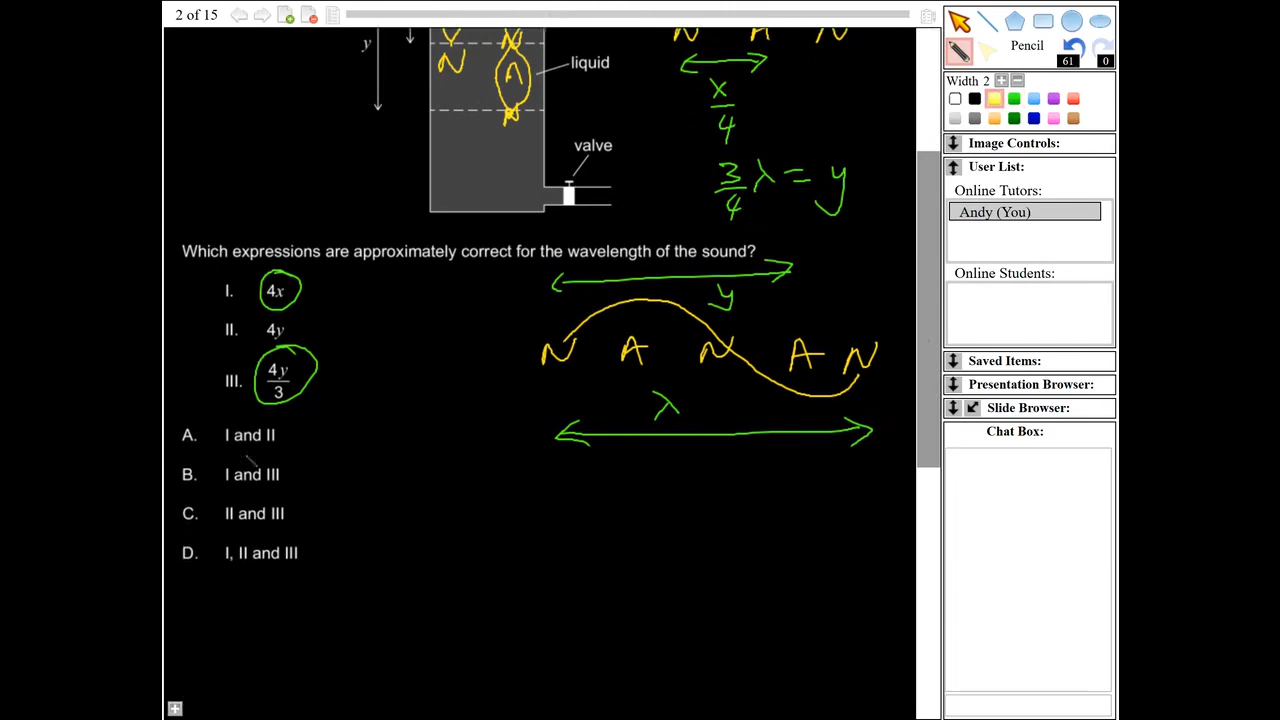 2 of 15
Pencil
61
0
Width 2
Image Controls:
User List:
Online Tutors:
Andy (You)
Online Students:
Saved Items:
Presentation Browser:
Slide Browser:
Chat Box:
y
N
N
A
N
liquid
valve
N A N
x
4
3
4
λ = y
Which expressions are approximately correct for the wavelength of the sound?
I. 4x
II. 4y
III. 4y
3
y
N A N A N
λ
A. I and II
B. I and III
C. II and III
D. I, II and III